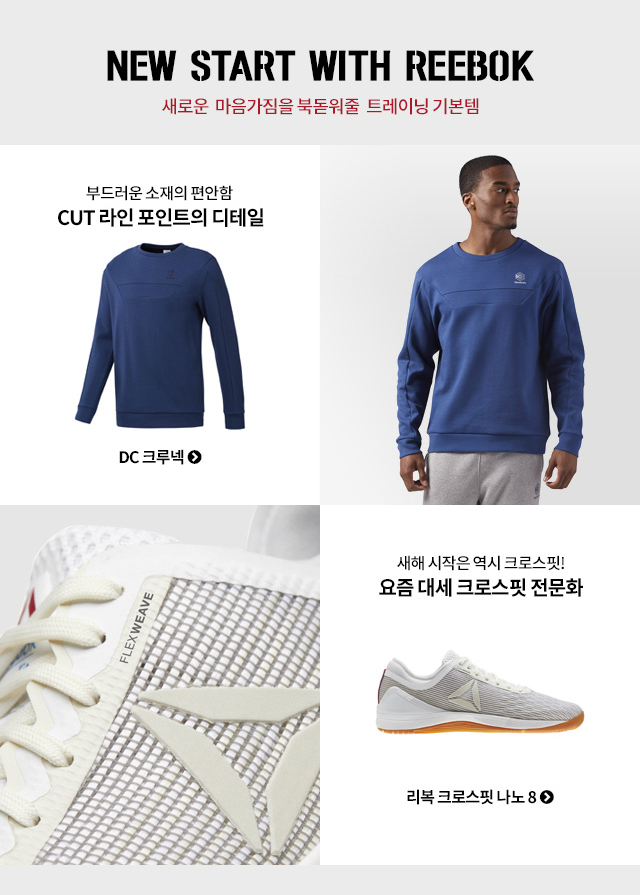 NEW START WITH REEBOK
새로운 마음가짐을 북돋워줄 트레이닝 기본템
부드러운 소재의 편안함
CUT 라인 포인트의 디테일
DC 크루넥
FLEXWEAVE
새해 시작은 역시 크로스핏!
요즘 대세 크로스핏 전문화
리복 크로스핏 나노 8